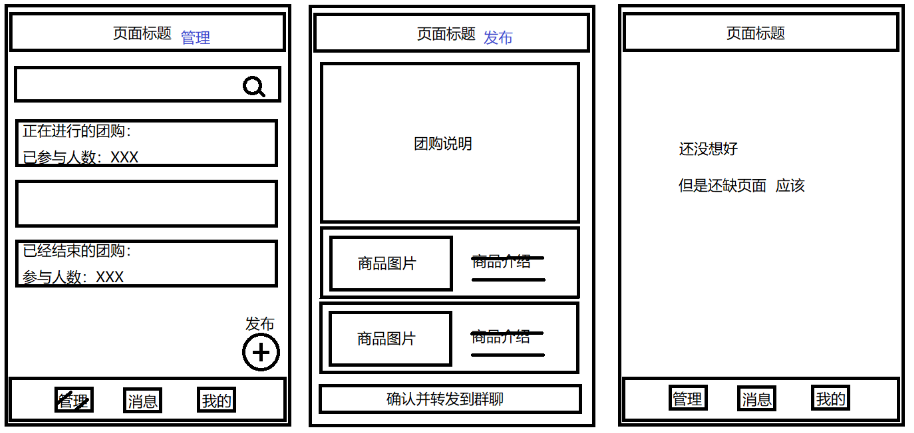 页面标题 管理
正在进行的团购：
已参与人数：XXX
已经结束的团购：
参与人数：XXX
发布
管理 消息 我的
页面标题 发布
团购说明
商品图片 商品介绍
商品图片 商品介绍
确认并转发到群聊
页面标题
还没想好
但是还缺页面 应该
管理 消息 我的